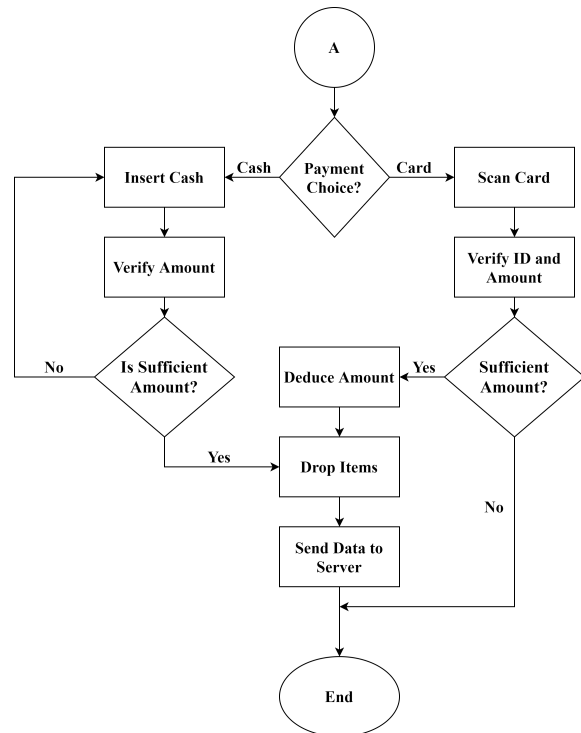 A
Payment
Choice?
Cash
Card
Insert Cash
Scan Card
Verify Amount
Verify ID and
Amount
Is Sufficient
Amount?
No
Yes
Deduce Amount
Yes
Sufficient
Amount?
No
Drop Items
Send Data to
Server
End